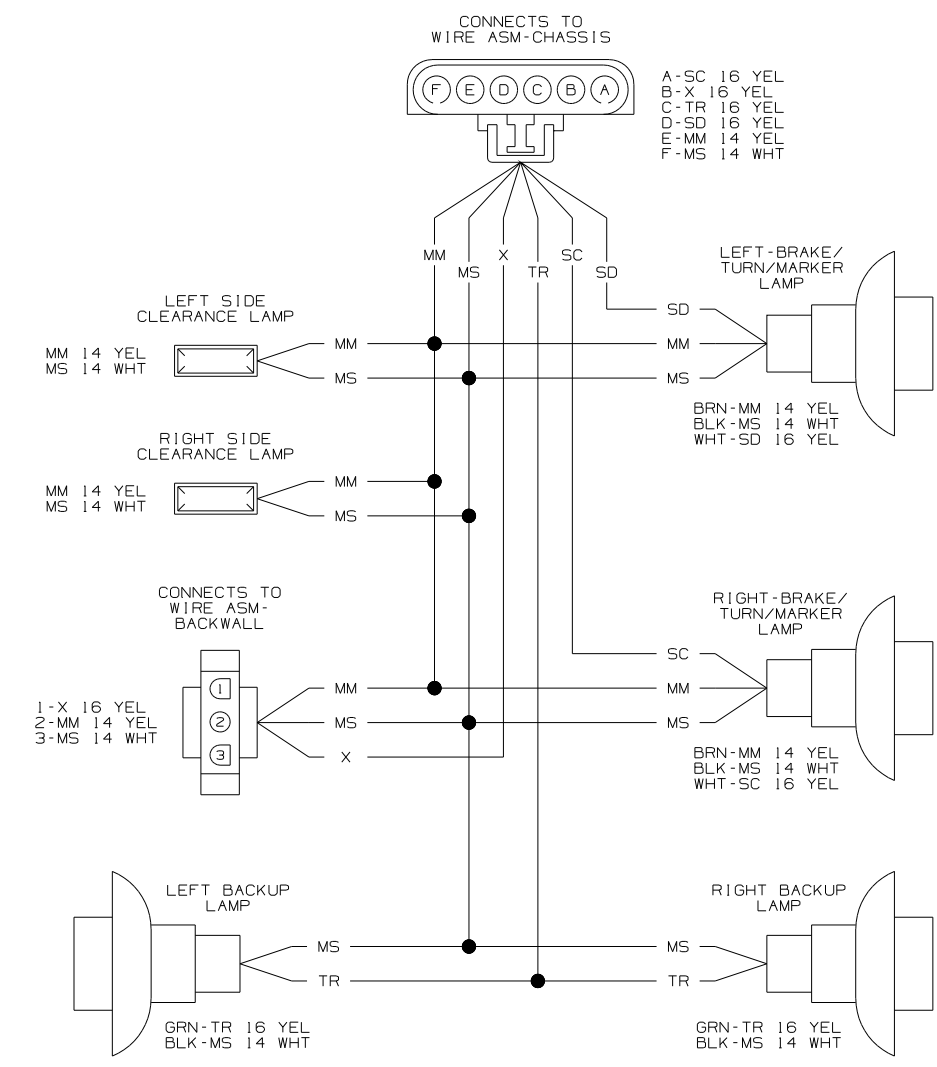 CONNECTS TO
WIRE ASM-CHASSIS
F E D C B A
A-SC 16 YEL
B-X 16 YEL
C-TR 16 YEL
D-SD 16 YEL
E-MM 14 YEL
F-MS 14 WHT
MM
MS
X
TR
SC
SD
LEFT-BRAKE/
TURN/MARKER
LAMP
SD
MM
MS
BRN-MM 14 YEL
BLK-MS 14 WHT
WHT-SD 16 YEL
LEFT SIDE
CLEARANCE LAMP
MM 14 YEL
MS 14 WHT
MM
MS
RIGHT SIDE
CLEARANCE LAMP
MM 14 YEL
MS 14 WHT
MM
MS
CONNECTS TO
WIRE ASM-
BACKWALL
1-X 16 YEL
2-MM 14 YEL
3-MS 14 WHT
1
2
3
MM
MS
X
RIGHT-BRAKE/
TURN/MARKER
LAMP
SC
MM
MS
BRN-MM 14 YEL
BLK-MS 14 WHT
WHT-SC 16 YEL
LEFT BACKUP
LAMP
MS
TR
GRN-TR 16 YEL
BLK-MS 14 WHT
RIGHT BACKUP
LAMP
MS
TR
GRN-TR 16 YEL
BLK-MS 14 WHT